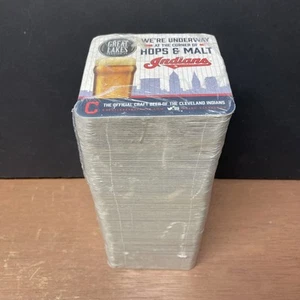 GREAT LAKES
WE'RE UNDERWAY
AT THE CORNER OF
HOPS & MALT
Indians
C THE OFFICIAL CRAFT BEER OF THE CLEVELAND INDIANS